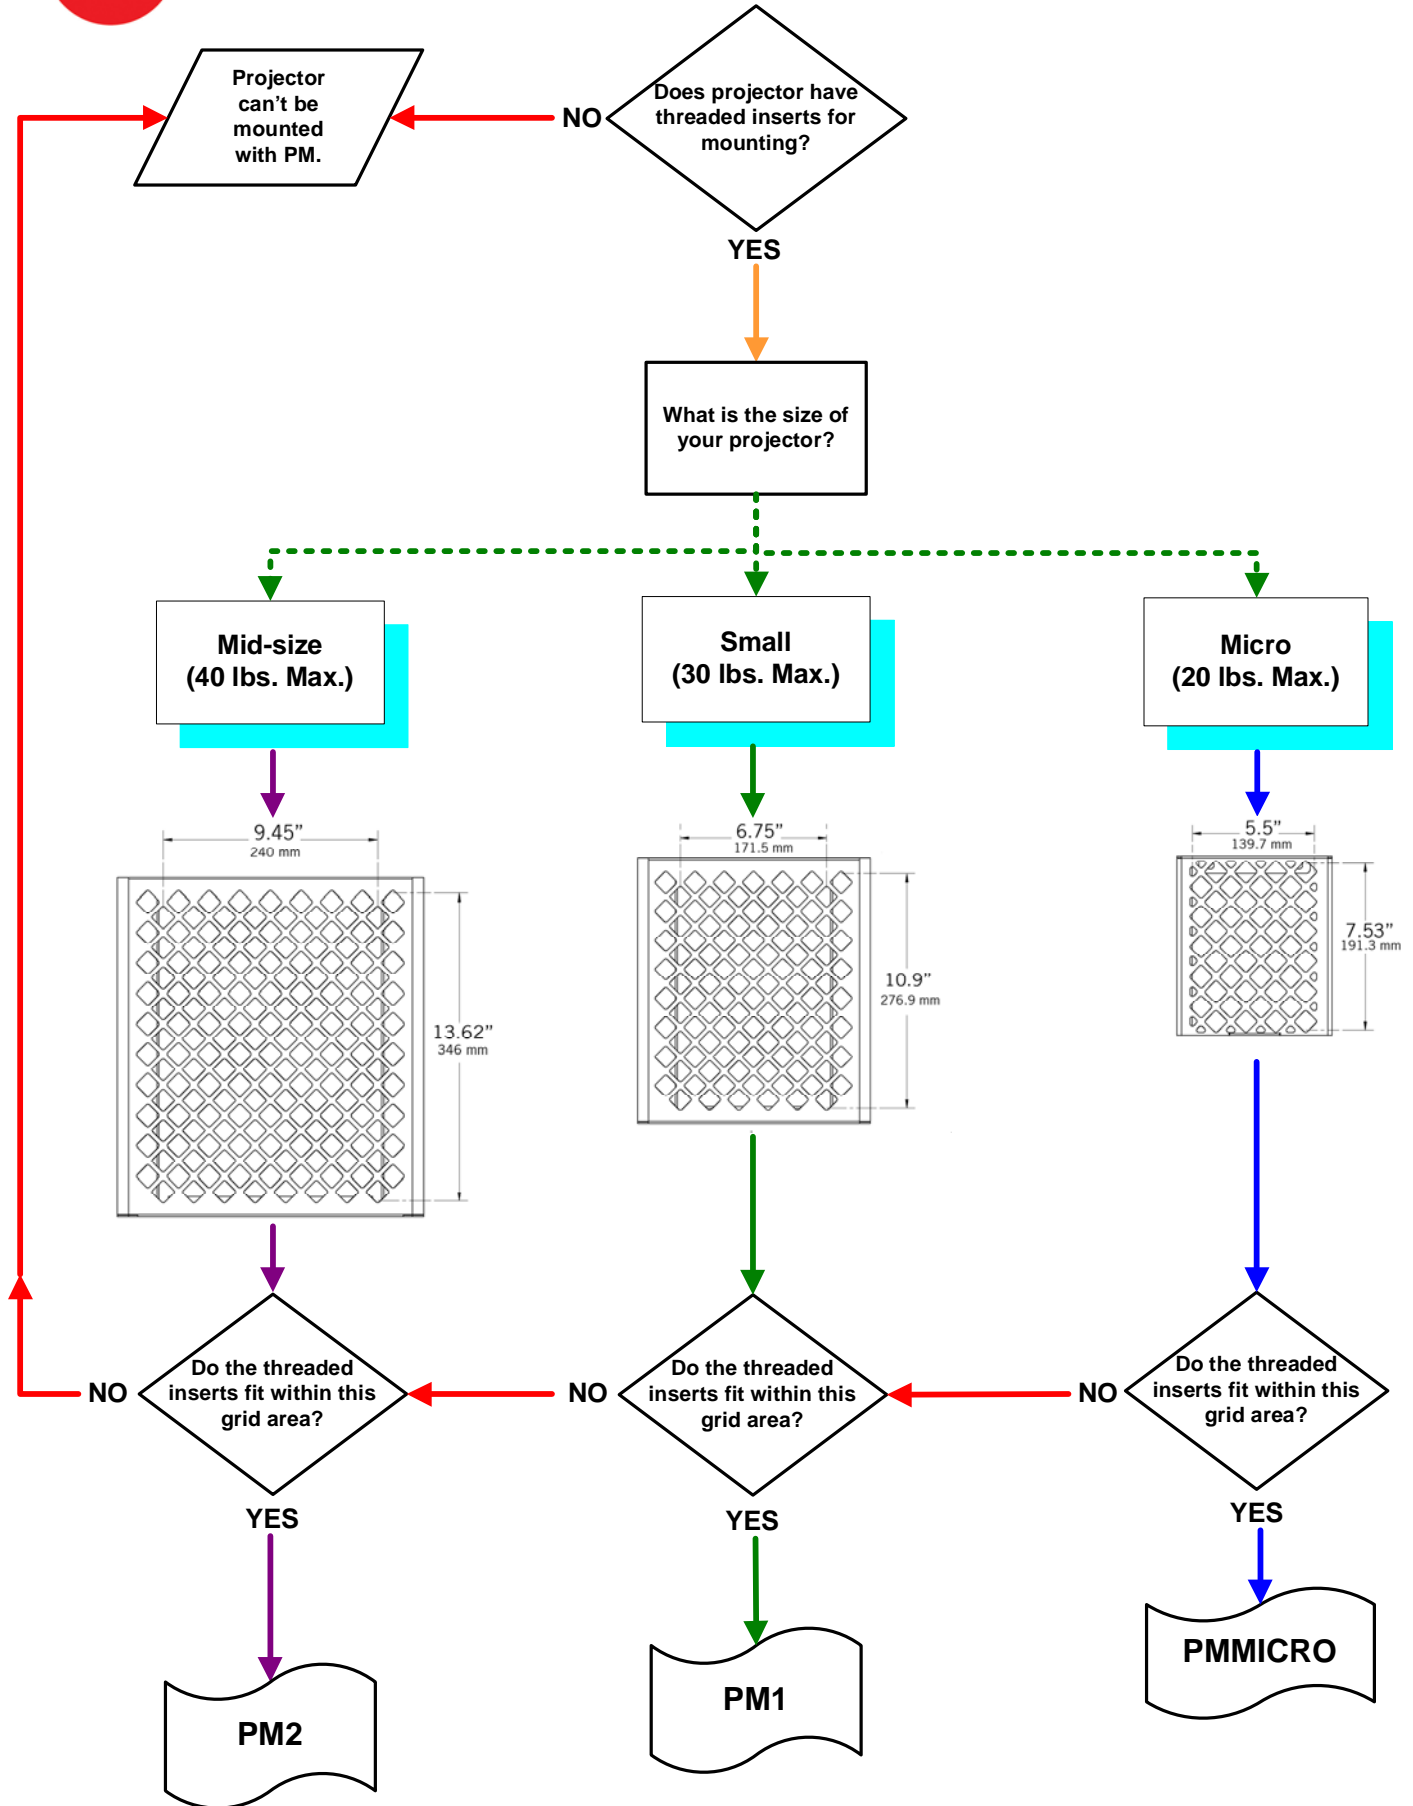 Projector
can't be
mounted
with PM.
NO
Does projector have
threaded inserts for
mounting?
YES
What is the size of
your projector?
Mid-size
(40 lbs. Max.)
Small
(30 lbs. Max.)
Micro
(20 lbs. Max.)
9.45”
240 mm
13.62”
346 mm
6.75”
171.5 mm
10.9”
276.9 mm
5.5”
139.7 mm
7.53”
191.3 mm
NO
Do the threaded
inserts fit within this
grid area?
NO
Do the threaded
inserts fit within this
grid area?
NO
Do the threaded
inserts fit within this
grid area?
YES
YES
YES
PM2
PM1
PMMICRO